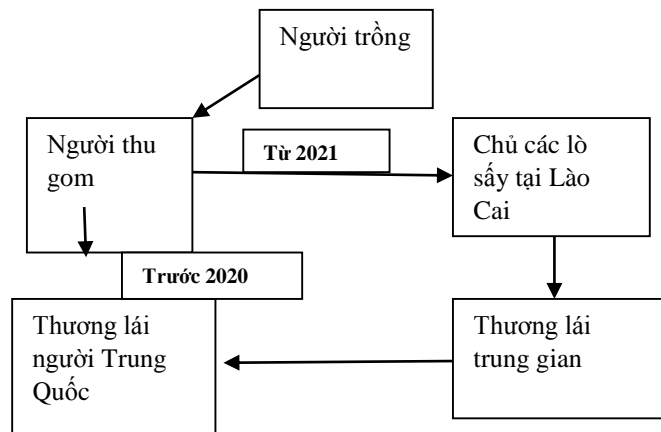 Người trồng
Người thu
gom
Từ 2021
Chủ các lò
sấy tại Lào
Cai
Trước 2020
Thương lái
người Trung
Quốc
Thương lái
trung gian